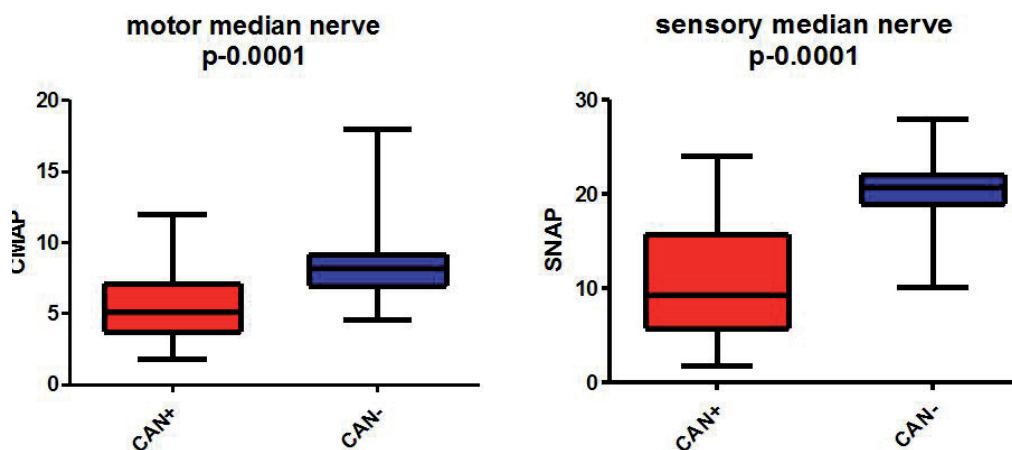 motor median nerve
p-0.0001
20
15
10
5
0
CMAP
CAN+
CAN-
sensory median nerve
p-0.0001
30
20
10
0
SNAP
CAN+
CAN-